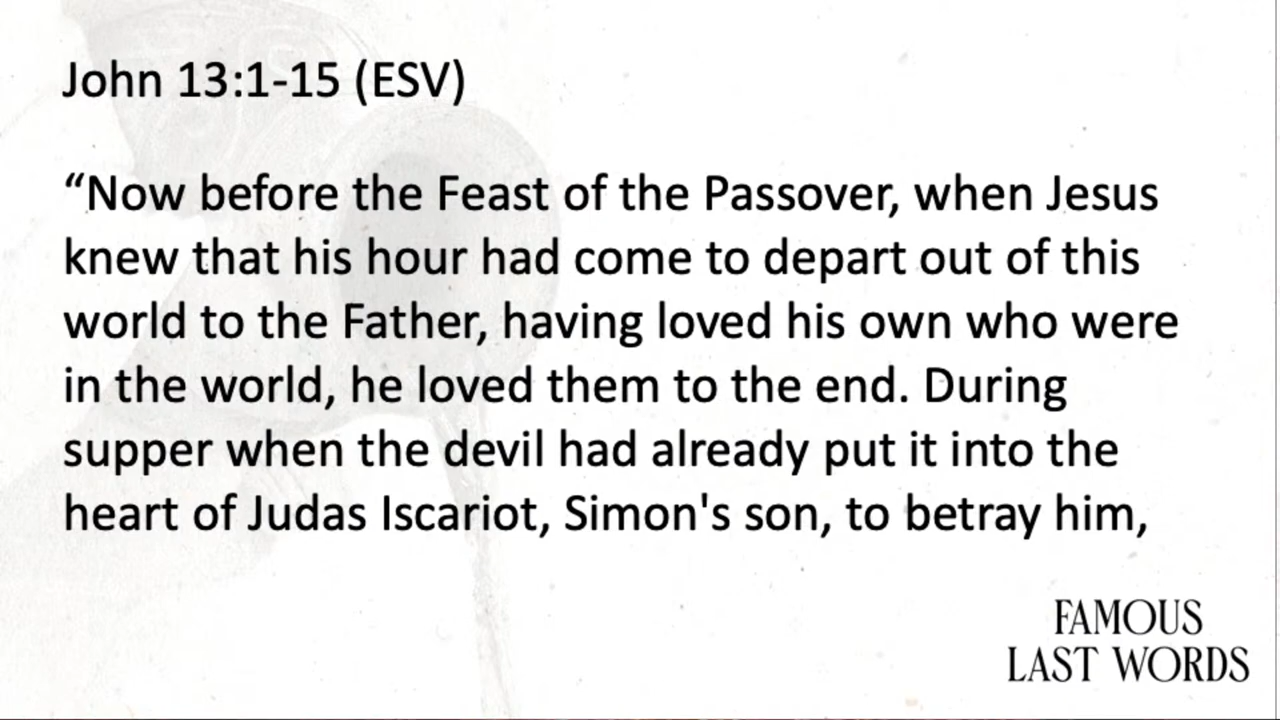 John 13:1-15 (ESV)
“Now before the Feast of the Passover, when Jesus
knew that his hour had come to depart out of this
world to the Father, having loved his own who were
in the world, he loved them to the end. During
supper when the devil had already put it into the
heart of Judas Iscariot, Simon's son, to betray him,
FAMOUS
LAST WORDS